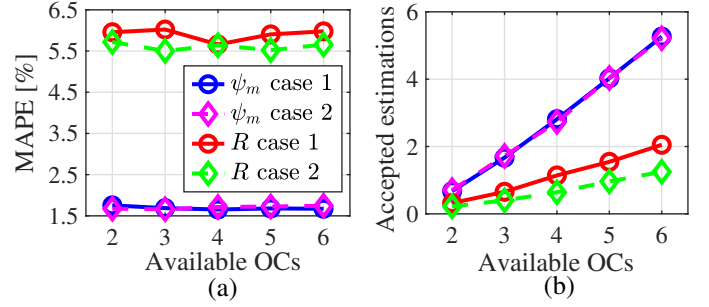 6.5
5.5
4.5
3.5
2.5
1.5
MAPE [%]
ψm case 1
ψm case 2
R case 1
R case 2
2 3 4 5 6
Available OCs
(a)
6
4
2
0
Accepted estimations
2 3 4 5 6
Available OCs
(b)